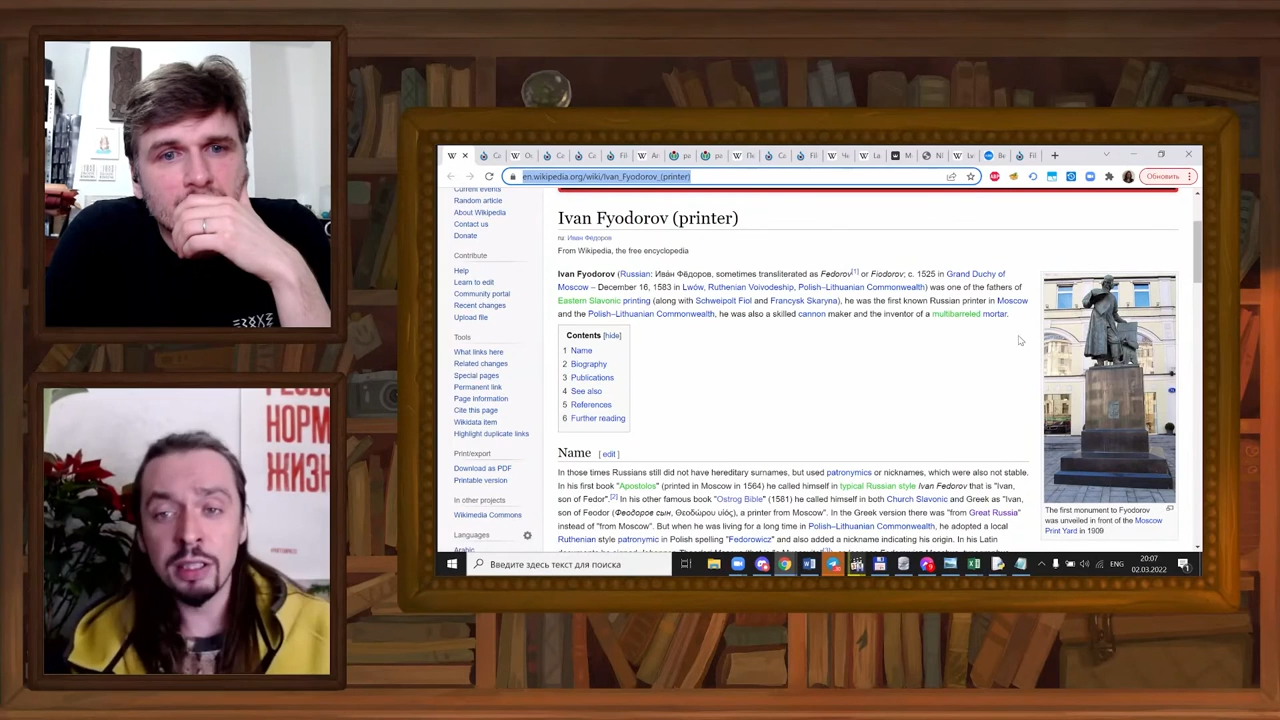 НОРМ
ЖИЗН
en.wikipedia.org/wiki/Ivan_Fyodorov_(printer)
Обновить
Current events
Random article
About Wikipedia
Contact us
Donate
Contribute
Help
Learn to edit
Community portal
Recent changes
Upload file
Tools
What links here
Related changes
Special pages
Permanent link
Page information
Cite this page
Wikidata item
Highlight duplicate links
Print/export
Download as PDF
Printable version
In other projects
Wikimedia Commons
Languages
Arabic
Ivan Fyodorov (printer)
ru Иван Фёдоров
From Wikipedia, the free encyclopedia
Ivan Fyodorov (Russian: Ива́н Фё́доров, sometimes transliterated as Fedorov[1] or Fiodorov; c. 1525 in Grand Duchy of
Moscow – December 16, 1583 in Lwów, Ruthenian Voivodeship, Polish–Lithuanian Commonwealth) was one of the fathers of
Eastern Slavonic printing (along with Schweipolt Fiol and Francysk Skaryna), he was the first known Russian printer in Moscow
and the Polish–Lithuanian Commonwealth, he was also a skilled cannon maker and the inventor of a multibarreled mortar.
Contents [hide]
1 Name
2 Biography
3 Publications
4 See also
5 References
6 Further reading
The first monument to Fyodorov
was unveiled in front of the Moscow
Print Yard in 1909
Name [ edit ]
In those times Russians still did not have hereditary surnames, but used patronymics or nicknames, which were also not stable.
In his first book "Apostolos" (printed in Moscow in 1564) he called himself in typical Russian style Ivan Fedorov that is "Ivan,
son of Fedor".[2] In his other famous book "Ostrog Bible" (1581) he called himself in both Church Slavonic and Greek as "Ivan,
son of Feodor (Феодоровъ сын, Θεοδώρου υἱός), a printer from Moscow". In the Greek version there was "from Great Russia"
instead of "from Moscow". But when he was living for a long time in Polish–Lithuanian Commonwealth, he adopted a local
Ruthenian style patronymic in Polish spelling "Fedorowicz" and also added a nickname indicating his origin. In his Latin
Введите здесь текст для поиска
ENG
20:07
02.03.2022